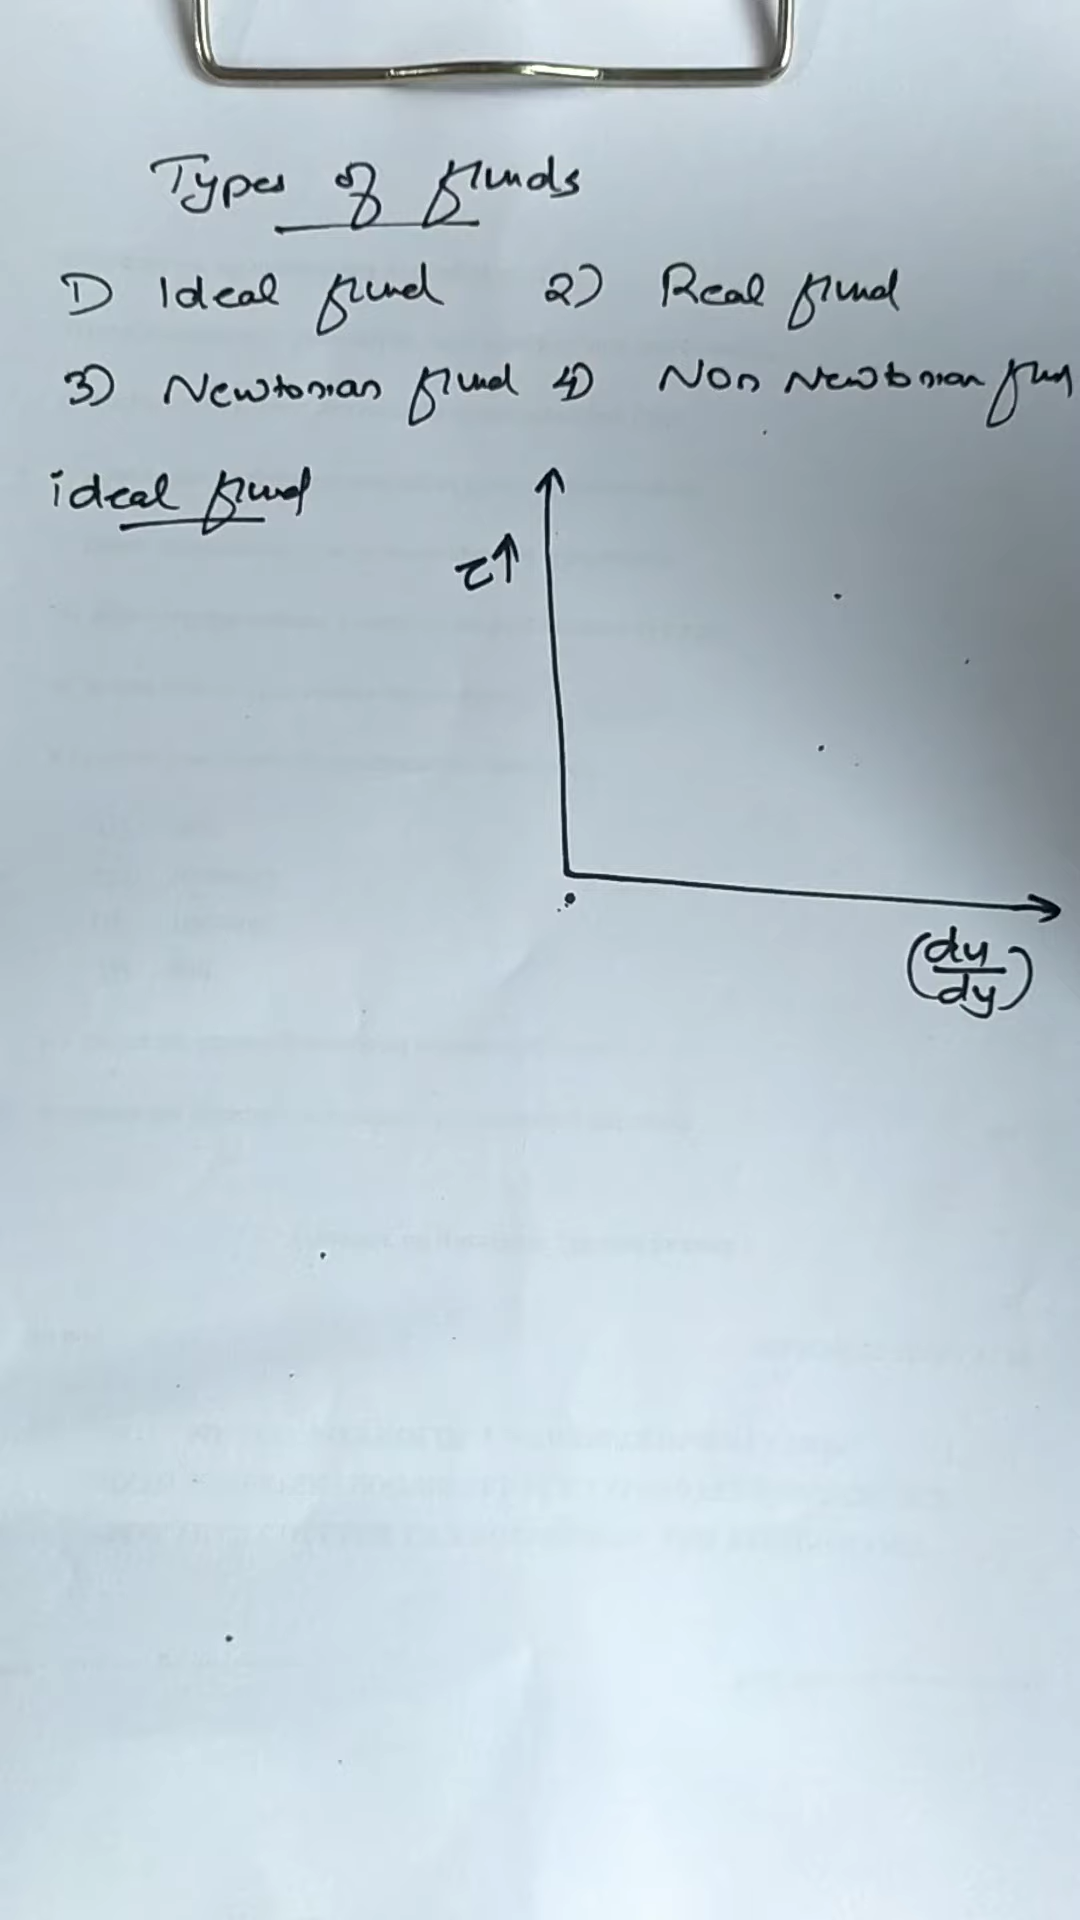 Types of fluids
1) Ideal fluid 2) Real fluid
3) Newtonian fluid 4) Non Newtonian flui
ideal fluid
τ↑
(du/dy)